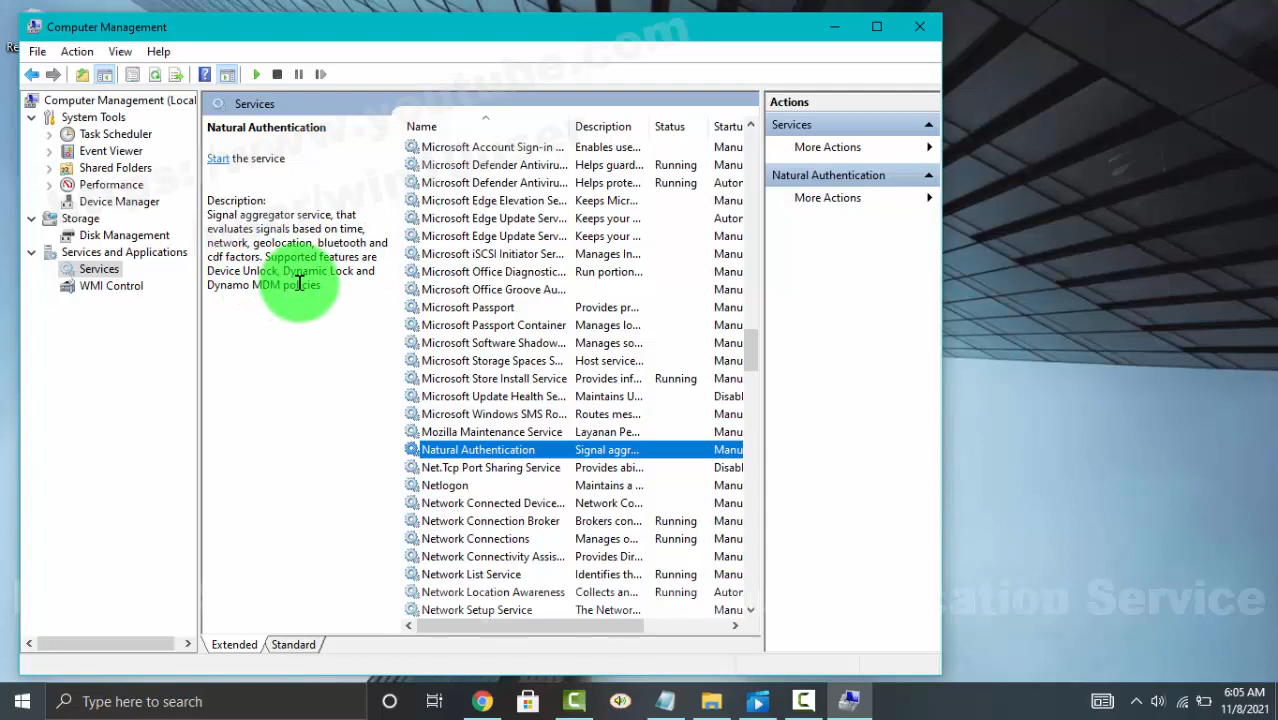 Computer Management
File Action View Help
Computer Management (Local
System Tools
Task Scheduler
Event Viewer
Shared Folders
Performance
Device Manager
Storage
Disk Management
Services and Applications
Services
WMI Control
Services
Natural Authentication
Start the service
Description:
Signal aggregator service, that
evaluates signals based on time,
network, geolocation, bluetooth and
cdf factors. Supported features are
Device Unlock, Dynamic Lock and
Dynamo MDM policies
Name Description Status Startu
Microsoft Account Sign-in ... Enables use... Manu
Microsoft Defender Antiviru... Helps guard... Running Manu
Microsoft Defender Antiviru... Helps prote... Running Autor
Microsoft Edge Elevation Se... Keeps Micr... Manu
Microsoft Edge Update Serv... Keeps your ... Autor
Microsoft Edge Update Serv... Keeps your ... Manu
Microsoft iSCSI Initiator Ser... Manages In... Manu
Microsoft Office Diagnostic... Run portion... Manu
Microsoft Office Groove Au... Manu
Microsoft Passport Provides pr... Manu
Microsoft Passport Container Manages lo... Manu
Microsoft Software Shadow... Manages so... Manu
Microsoft Storage Spaces S... Host service... Manu
Microsoft Store Install Service Provides inf... Running Manu
Microsoft Update Health Se... Maintains U... Disabl
Microsoft Windows SMS Ro... Routes mes... Manu
Mozilla Maintenance Service Layanan Pe... Manu
Natural Authentication Signal aggr... Manu
Net.Tcp Port Sharing Service Provides abi... Disabl
Netlogon Maintains a ... Manu
Network Connected Device... Network Co... Manu
Network Connection Broker Brokers con... Running Manu
Network Connections Manages o... Running Manu
Network Connectivity Assis... Provides Dir... Manu
Network List Service Identifies th... Running Manu
Network Location Awareness Collects an... Running Autor
Network Setup Service The Networ... Manu
Extended Standard
Actions
Services
More Actions
Natural Authentication
More Actions
cation Service
Type here to search
6:05 AM
11/8/2021